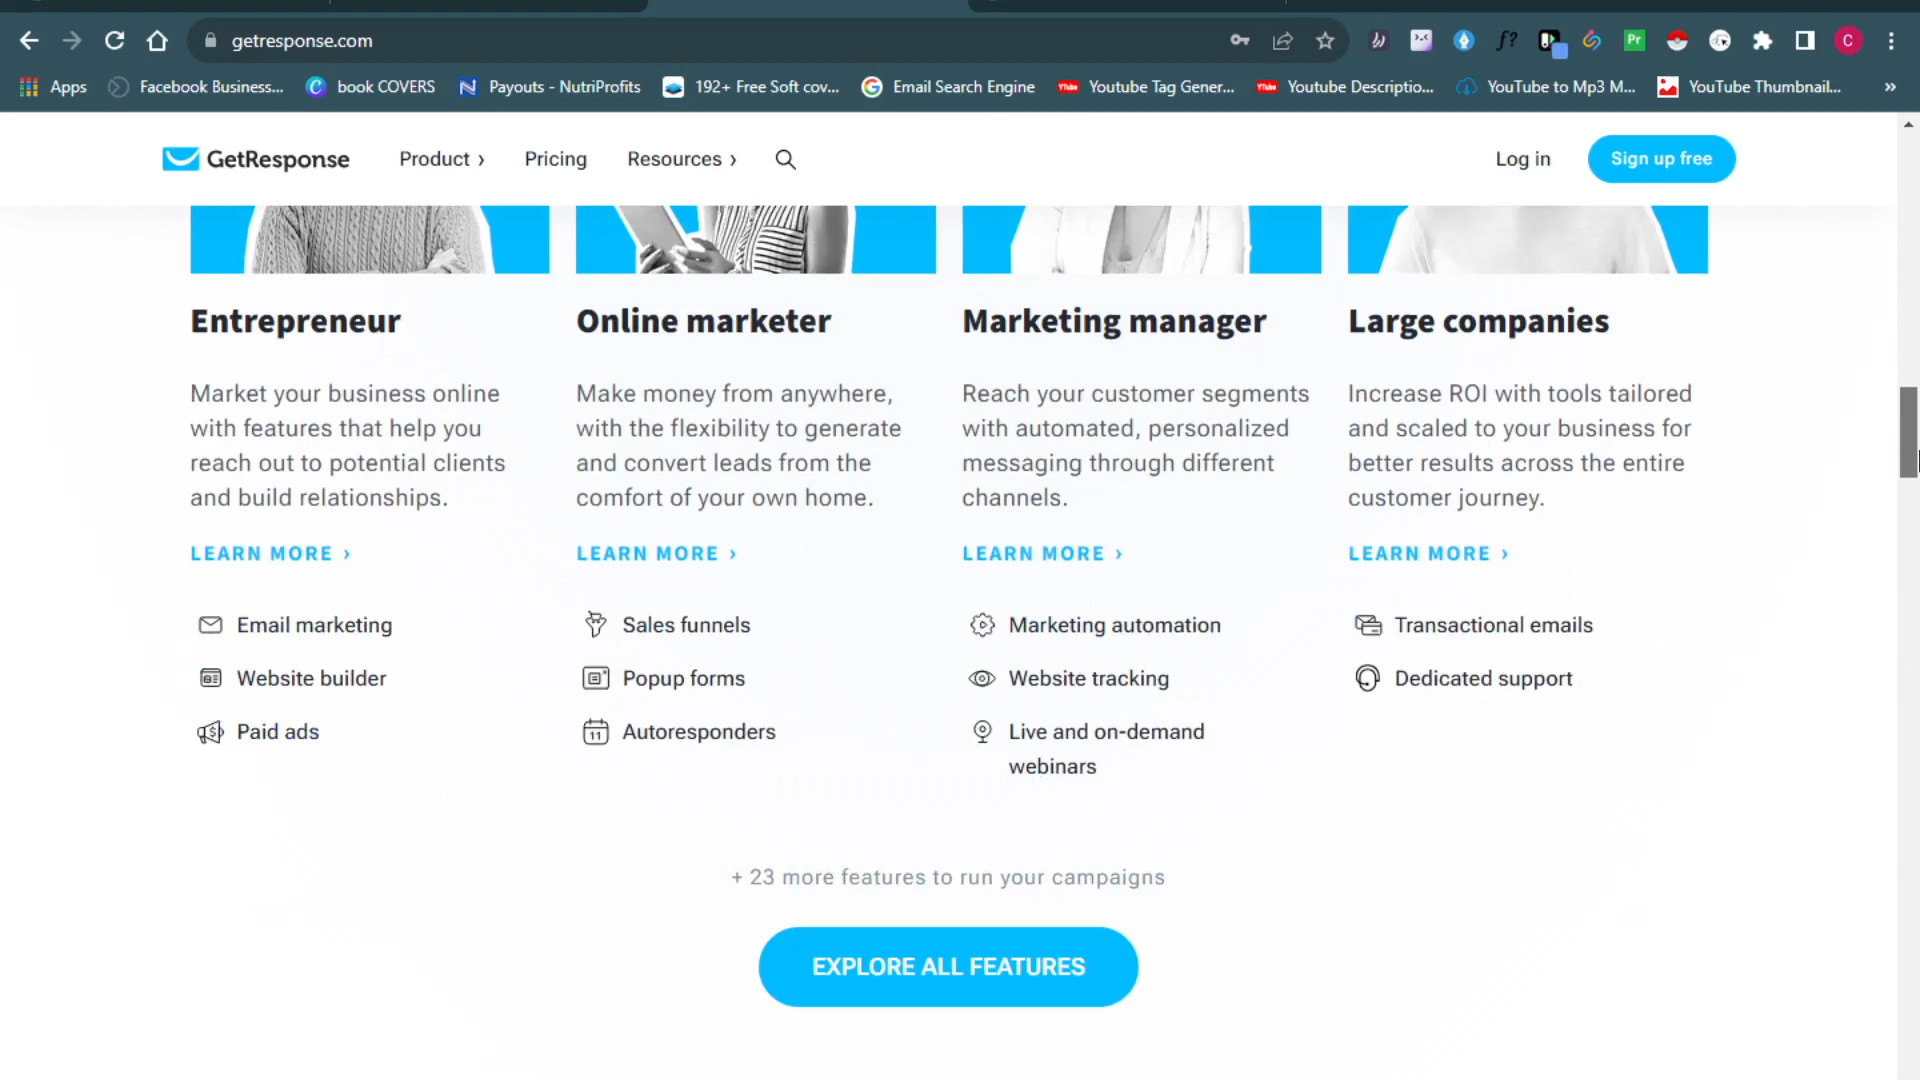 getresponse.com
Apps
Facebook Business...
book COVERS
Payouts - NutriProfits
192+ Free Soft cov...
Email Search Engine
Youtube Tag Gener...
Youtube Descriptio...
YouTube to Mp3 M...
YouTube Thumbnail...
»
GetResponse
Product ›
Pricing
Resources ›
Log in
Sign up free
Entrepreneur
Market your business online
with features that help you
reach out to potential clients
and build relationships.
LEARN MORE ›
Email marketing
Website builder
Paid ads
Online marketer
Make money from anywhere,
with the flexibility to generate
and convert leads from the
comfort of your own home.
LEARN MORE ›
Sales funnels
Popup forms
Autoresponders
Marketing manager
Reach your customer segments
with automated, personalized
messaging through different
channels.
LEARN MORE ›
Marketing automation
Website tracking
Live and on-demand
webinars
Large companies
Increase ROI with tools tailored
and scaled to your business for
better results across the entire
customer journey.
LEARN MORE ›
Transactional emails
Dedicated support
+ 23 more features to run your campaigns
EXPLORE ALL FEATURES